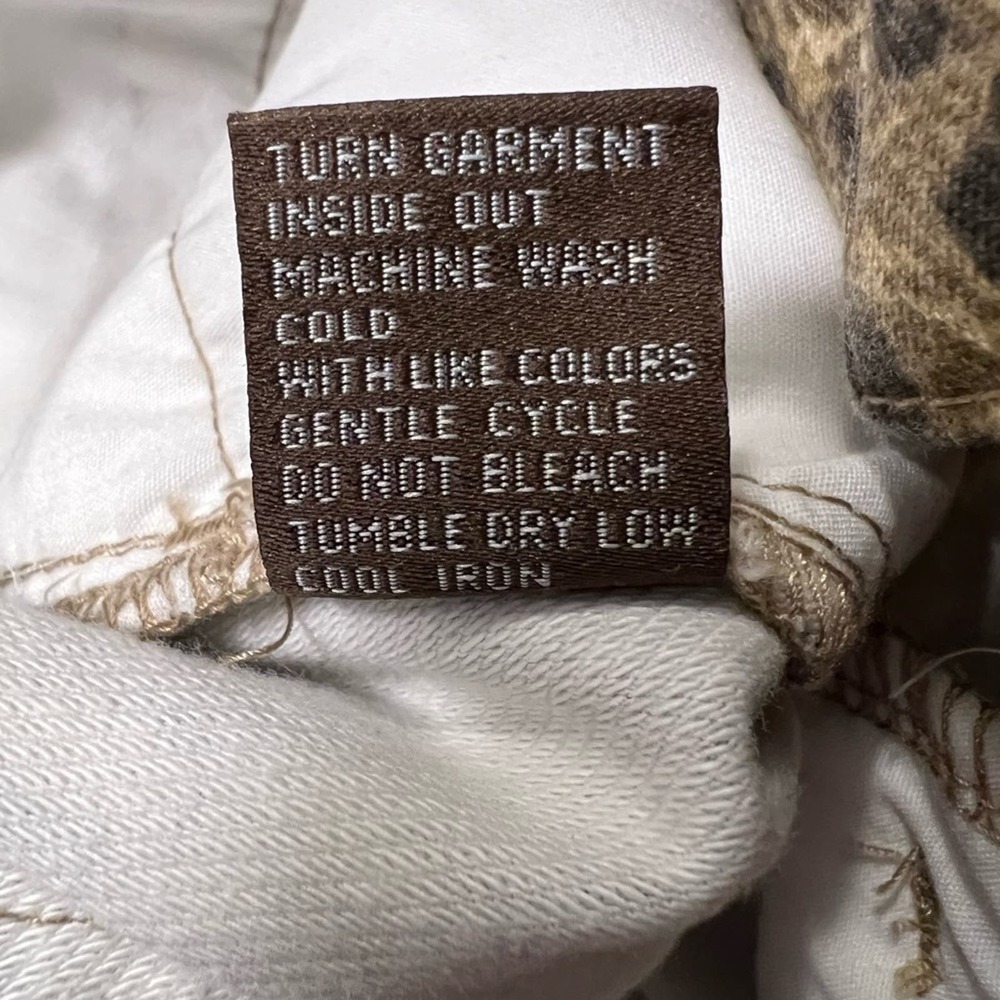 TURN GARMENT
INSIDE OUT
MACHINE WASH
COLD
WITH LIKE COLORS
GENTLE CYCLE
DO NOT BLEACH
TUMBLE DRY LOW
COOL IRON